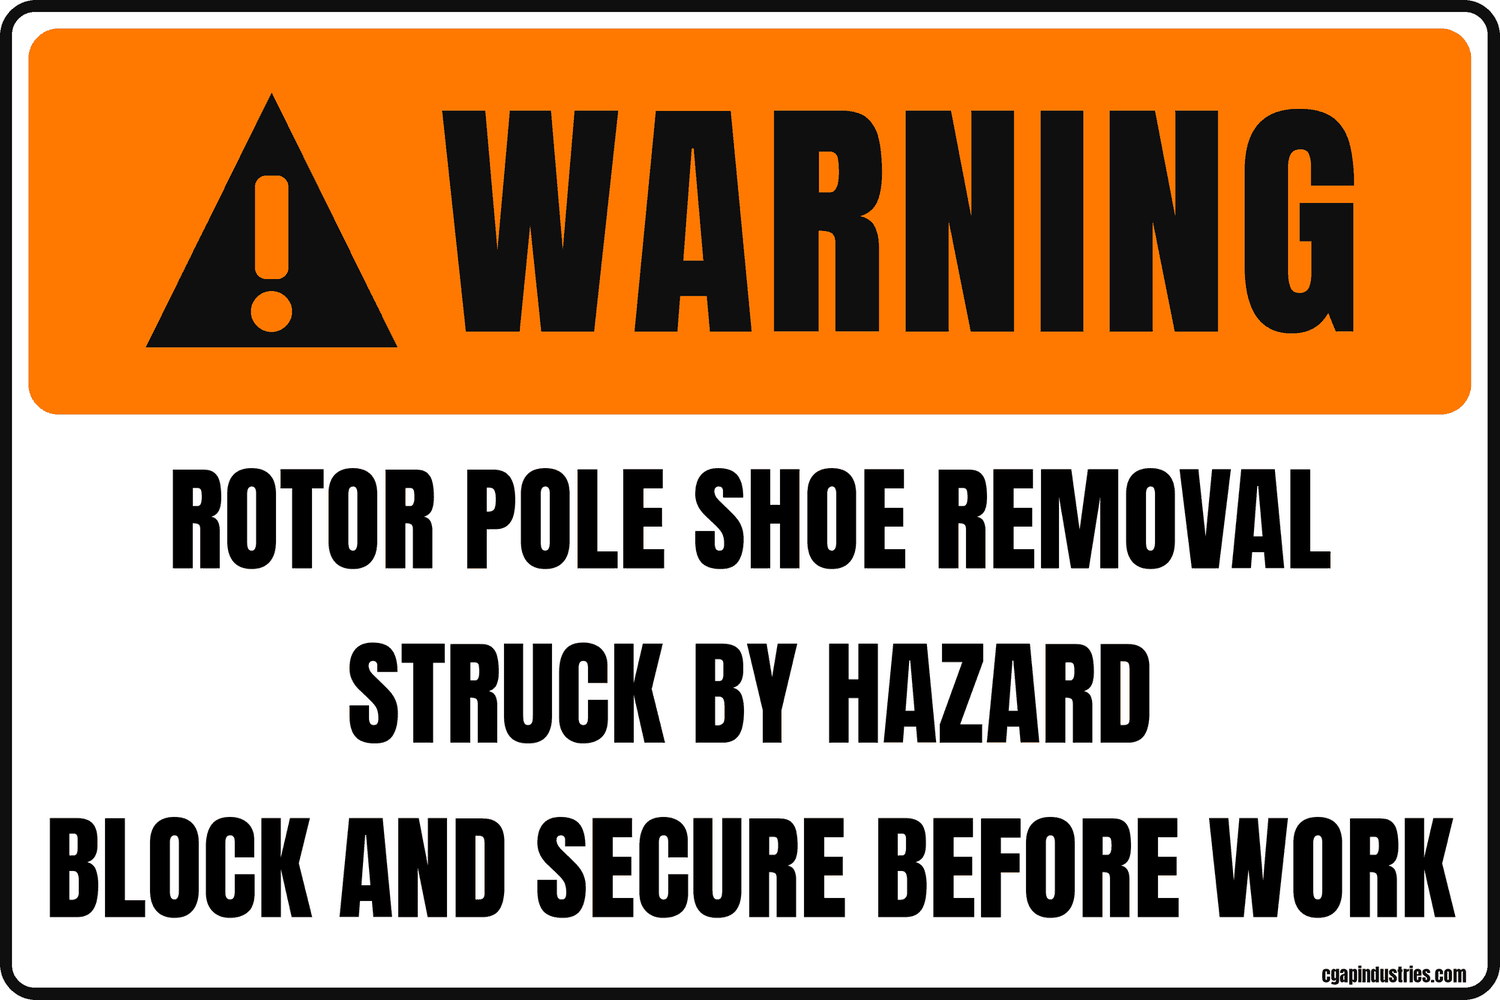 WARNING
ROTOR POLE SHOE REMOVAL
STRUCK BY HAZARD
BLOCK AND SECURE BEFORE WORK
cgapindustries.com